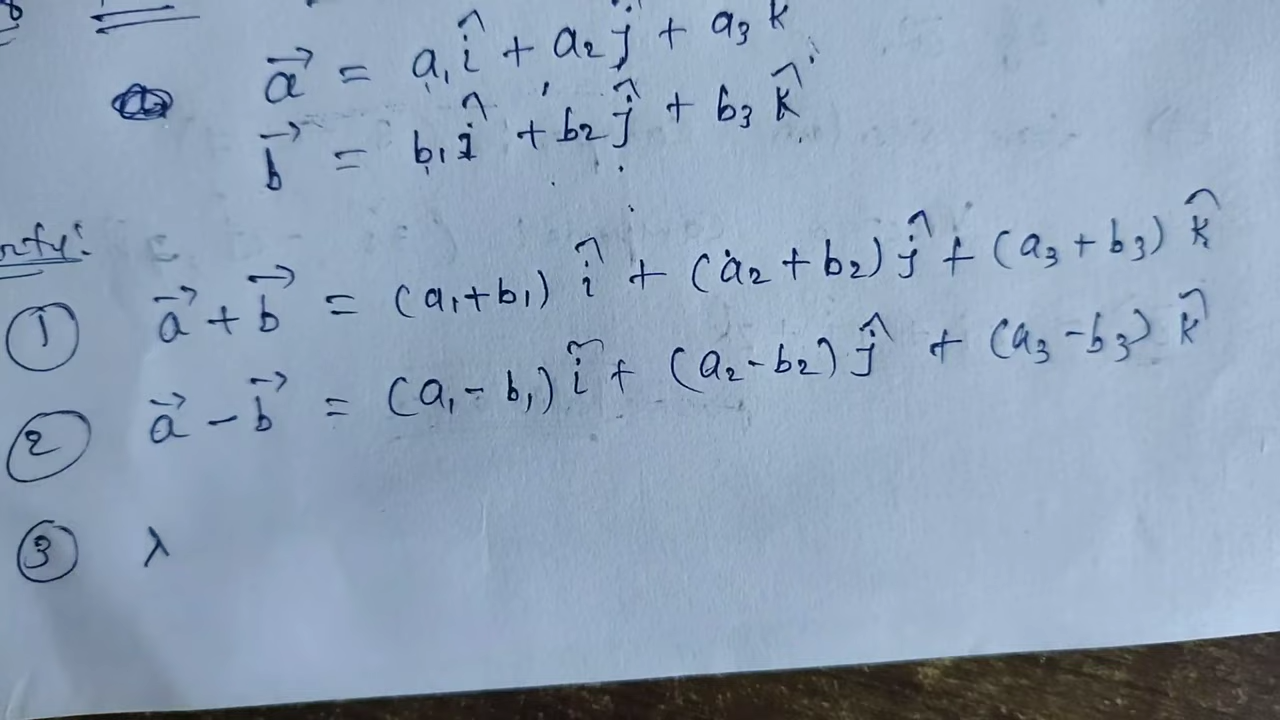 a⃗ = a₁î + a₂ĵ + a₃k
b⃗ = b₁î + b₂ĵ + b₃k̂
① a⃗ + b⃗ = (a₁+b₁) î + (a₂+b₂) ĵ + (a₃+b₃) k̂
② a⃗ - b⃗ = (a₁-b₁) î + (a₂-b₂) ĵ + (a₃-b₃) k̂
③ λ